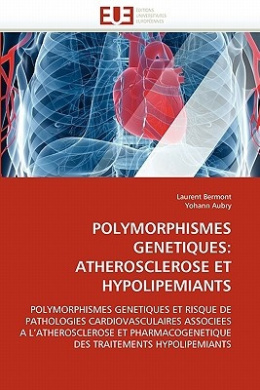 EUE
ÉDITIONS
UNIVERSITAIRES
EUROPÉENNES
Laurent Bermont
Yohann Aubry
POLYMORPHISMES
GENETIQUES:
ATHEROSCLEROSE ET
HYPOLIPEMIANTS
POLYMORPHISMES GENETIQUES ET RISQUE DE
PATHOLOGIES CARDIOVASCULAIRES ASSOCIEES
A L'ATHEROSCLEROSE ET PHARMACOGENETIQUE
DES TRAITEMENTS HYPOLIPEMIANTS